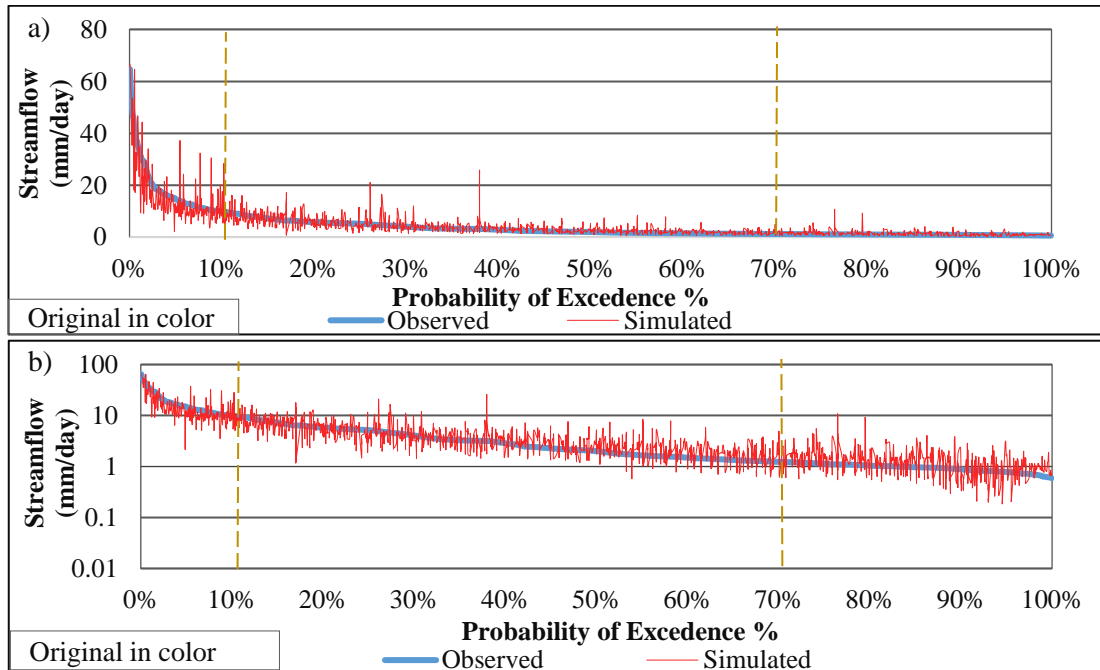 a)
Streamflow
(mm/day)
80
60
40
20
0
0% 10% 20% 30% 40% 50% 60% 70% 80% 90% 100%
Probability of Excedence %
Original in color
Observed Simulated
b)
Streamflow
(mm/day)
100
10
1
0.1
0.01
0% 10% 20% 30% 40% 50% 60% 70% 80% 90% 100%
Probability of Excedence %
Original in color
Observed Simulated